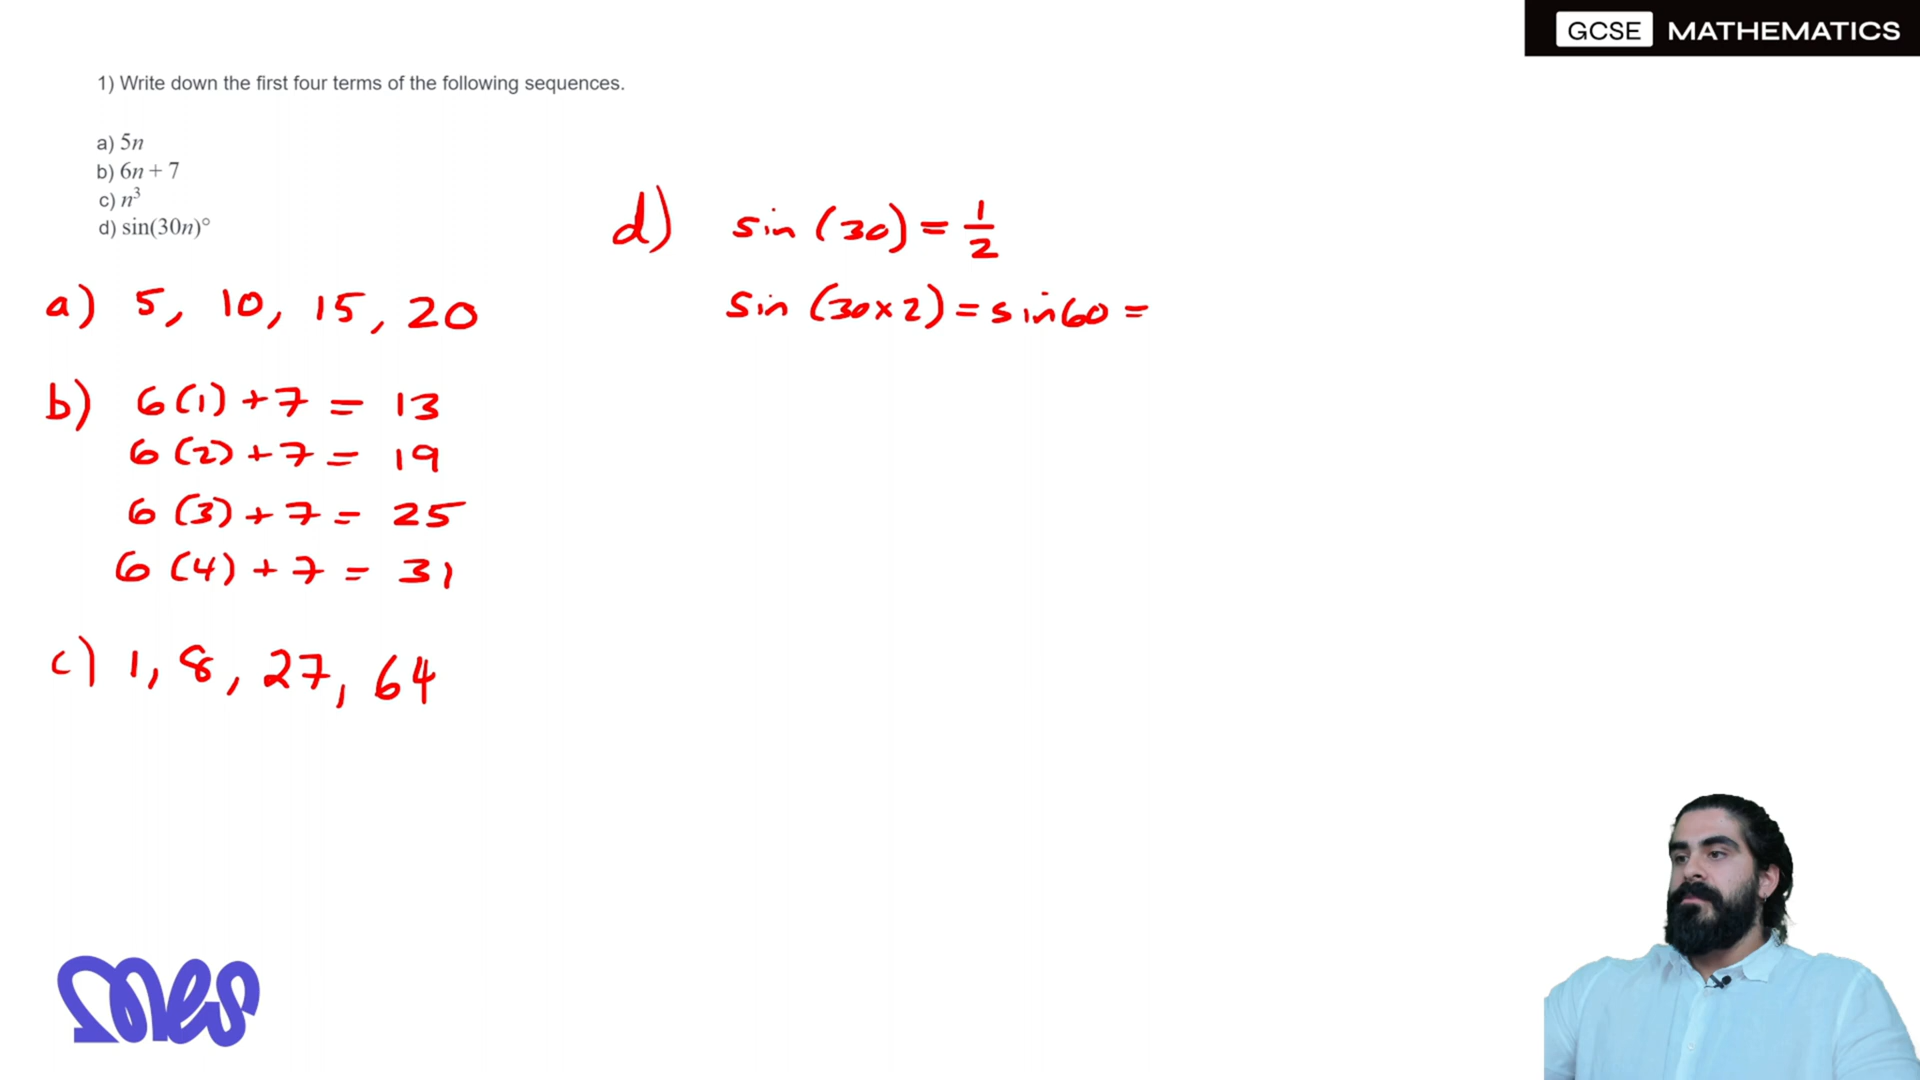 GCSE MATHEMATICS
1) Write down the first four terms of the following sequences.
a) 5n
b) 6n + 7
c) n³
d) sin(30n)°
a) 5, 10, 15, 20
b) 6(1) + 7 = 13
6(2) + 7 = 19
6(3) + 7 = 25
6(4) + 7 = 31
c) 1, 8, 27, 64
d) sin(30) = 1/2
sin(30×2) = sin60 =
mes